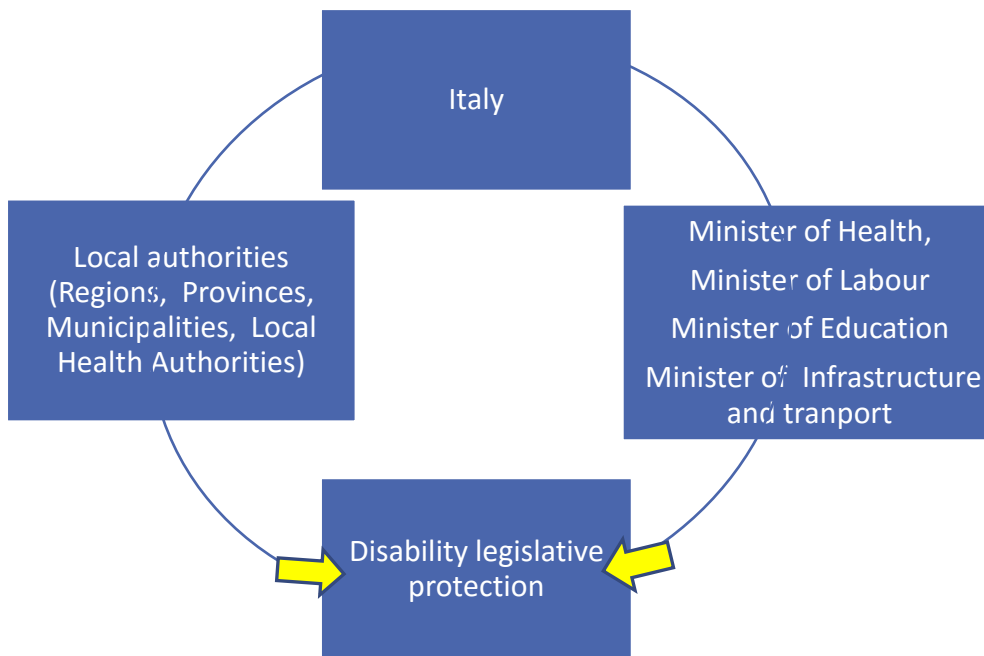 Italy
Local authorities
(Regions, Provinces,
Municipalities, Local
Health Authorities)
Minister of Health,
Minister of Labour
Minister of Education
Minister of Infrastructure
and tranport
Disability legislative
protection